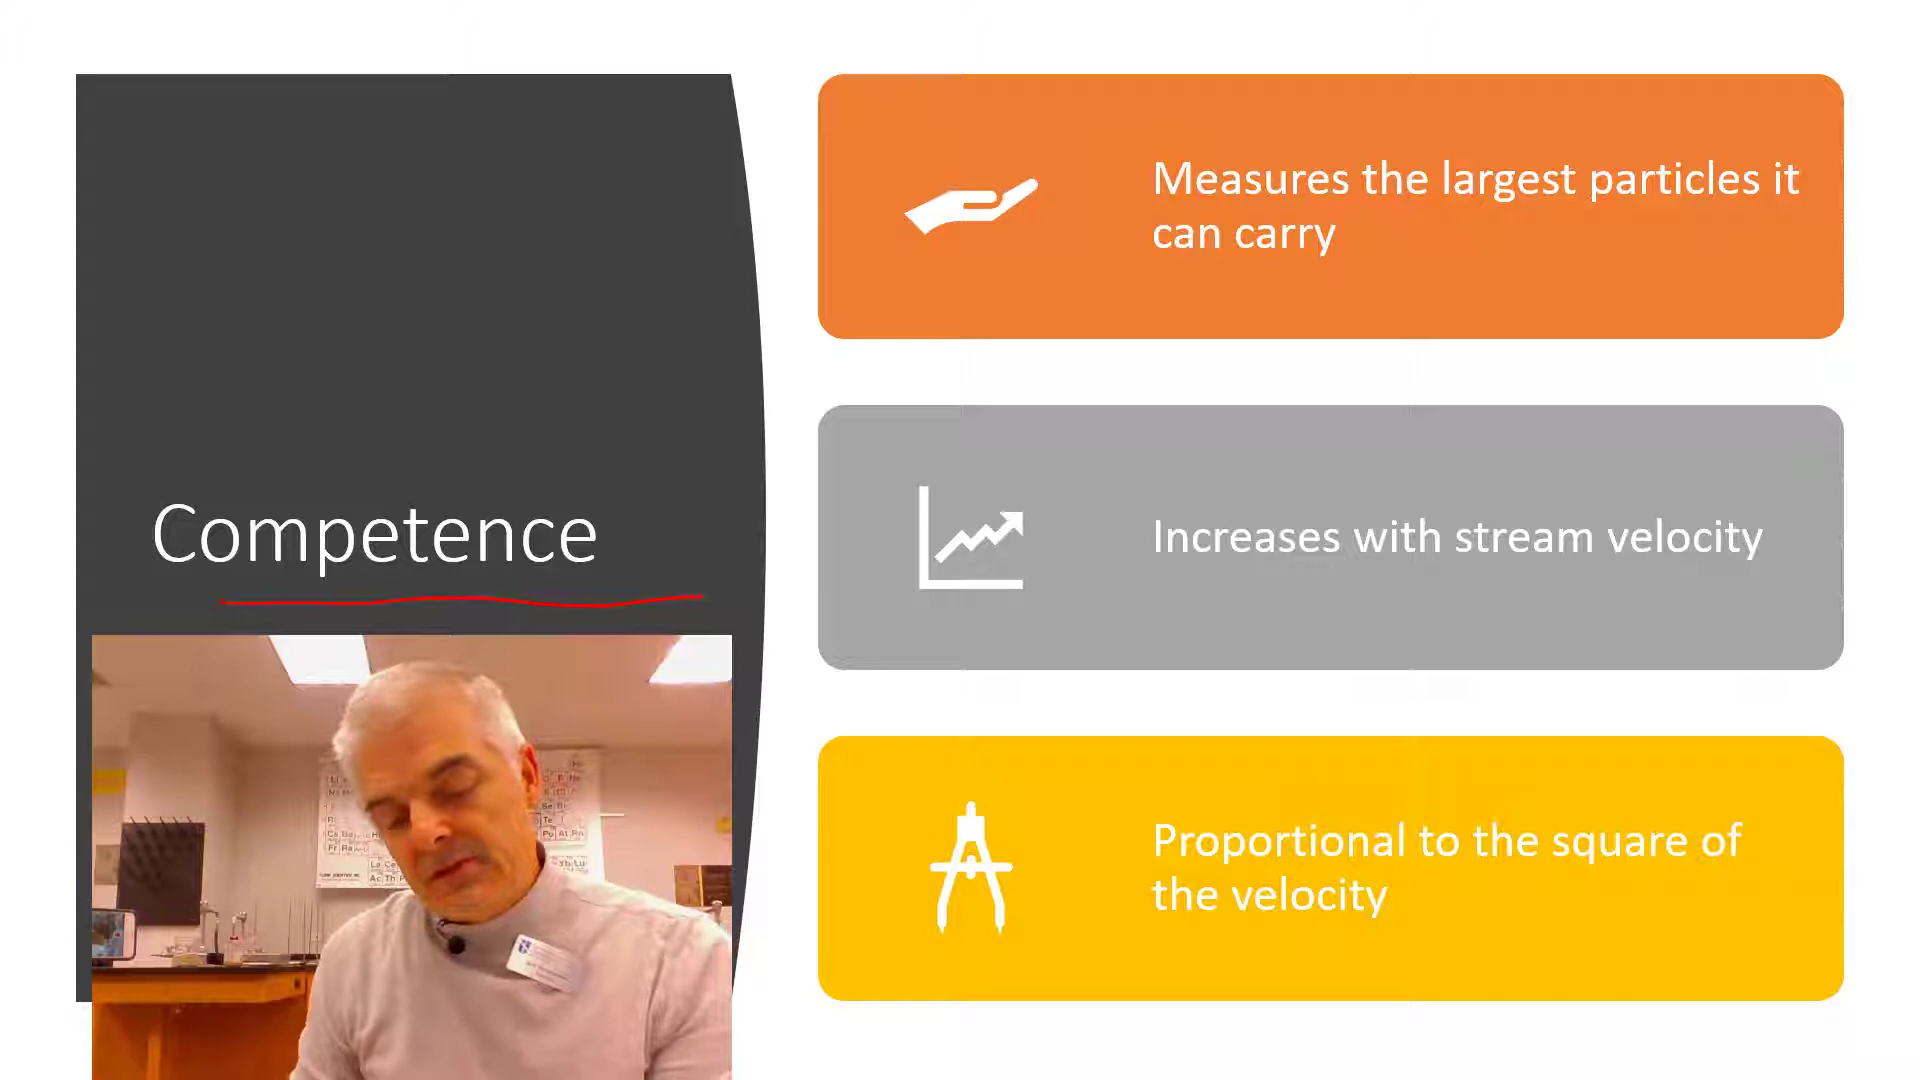 Competence
Measures the largest particles it
can carry
Increases with stream velocity
Proportional to the square of
the velocity